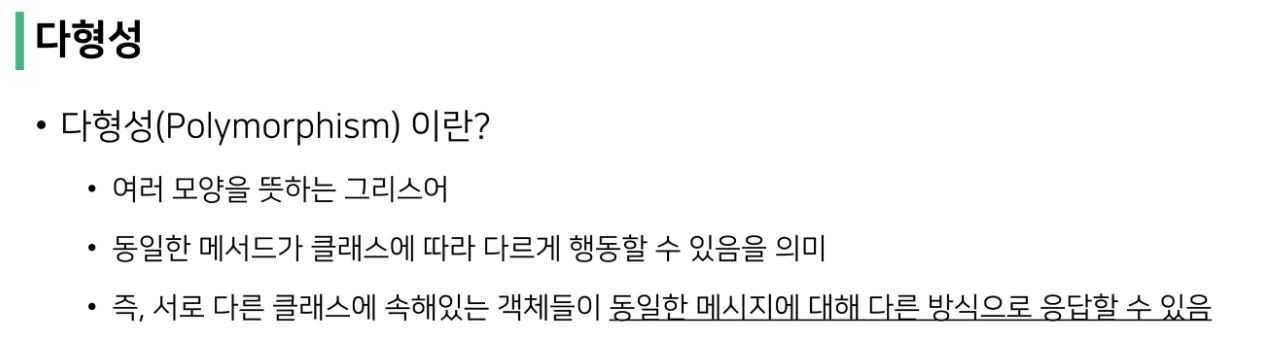 다형성
• 다형성(Polymorphism) 이란?
• 여러 모양을 뜻하는 그리스어
• 동일한 메서드가 클래스에 따라 다르게 행동할 수 있음을 의미
• 즉, 서로 다른 클래스에 속해있는 객체들이 동일한 메시지에 대해 다른 방식으로 응답할 수 있음